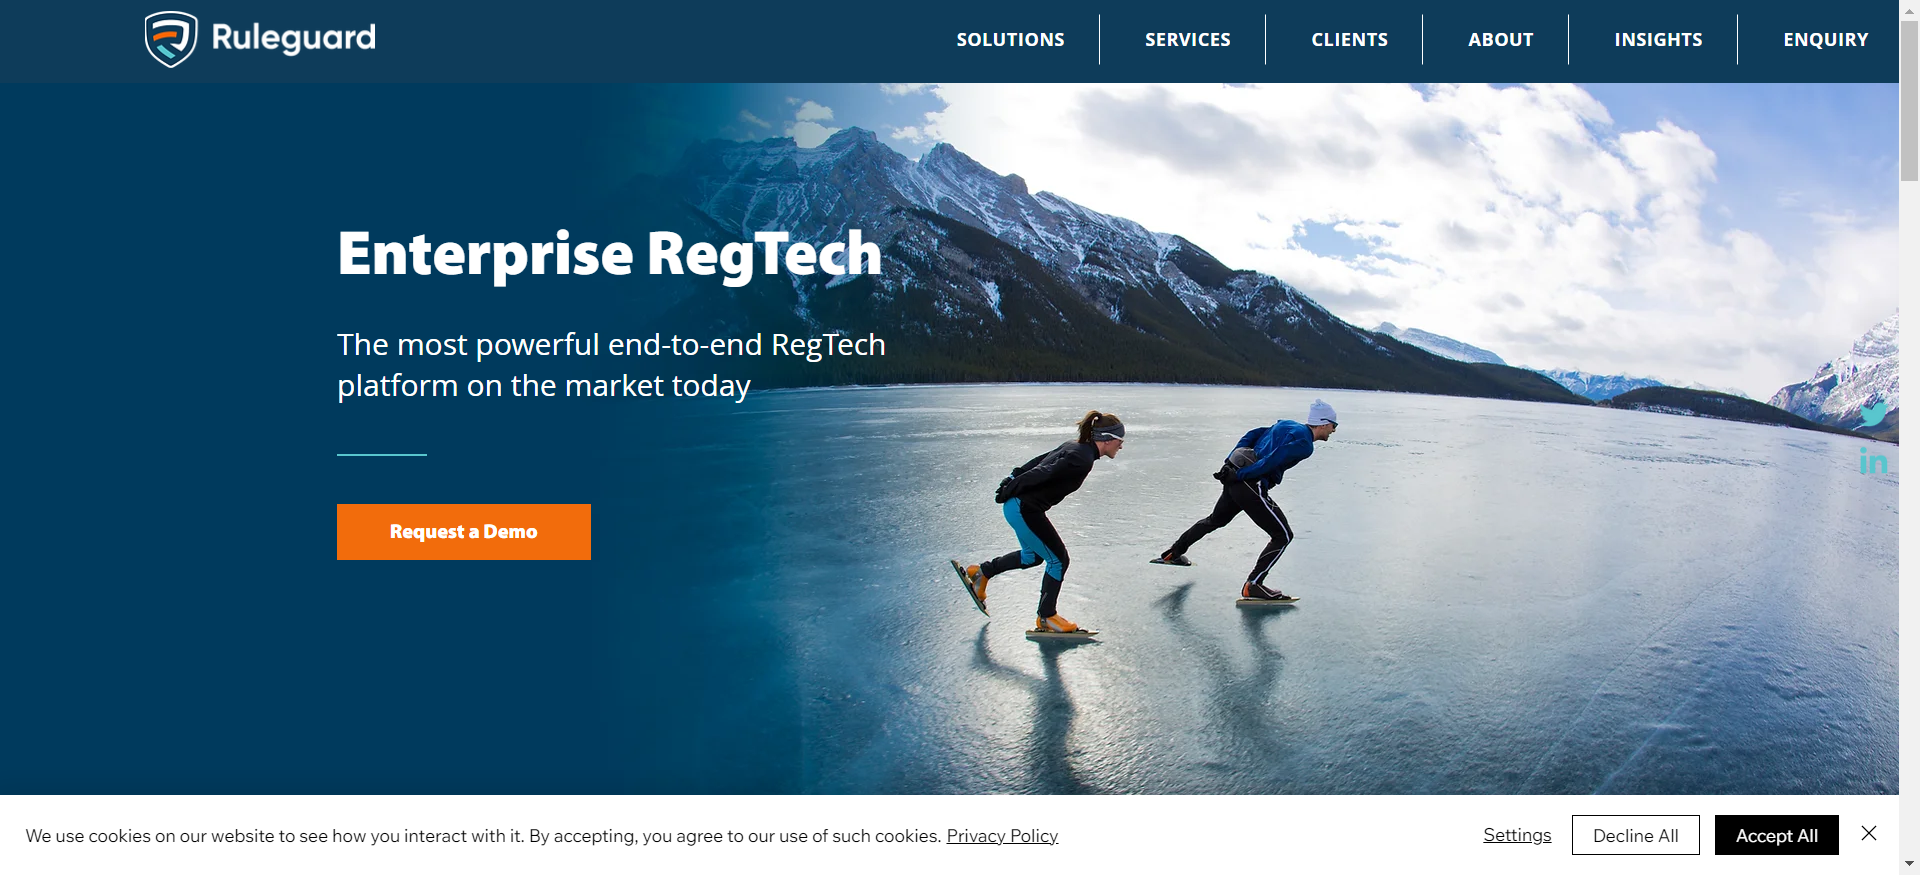 Ruleguard
SOLUTIONS
SERVICES
CLIENTS
ABOUT
INSIGHTS
ENQUIRY
Enterprise RegTech
The most powerful end-to-end RegTech
platform on the market today
Request a Demo
in
We use cookies on our website to see how you interact with it. By accepting, you agree to our use of such cookies. Privacy Policy
Settings
Decline All
Accept All